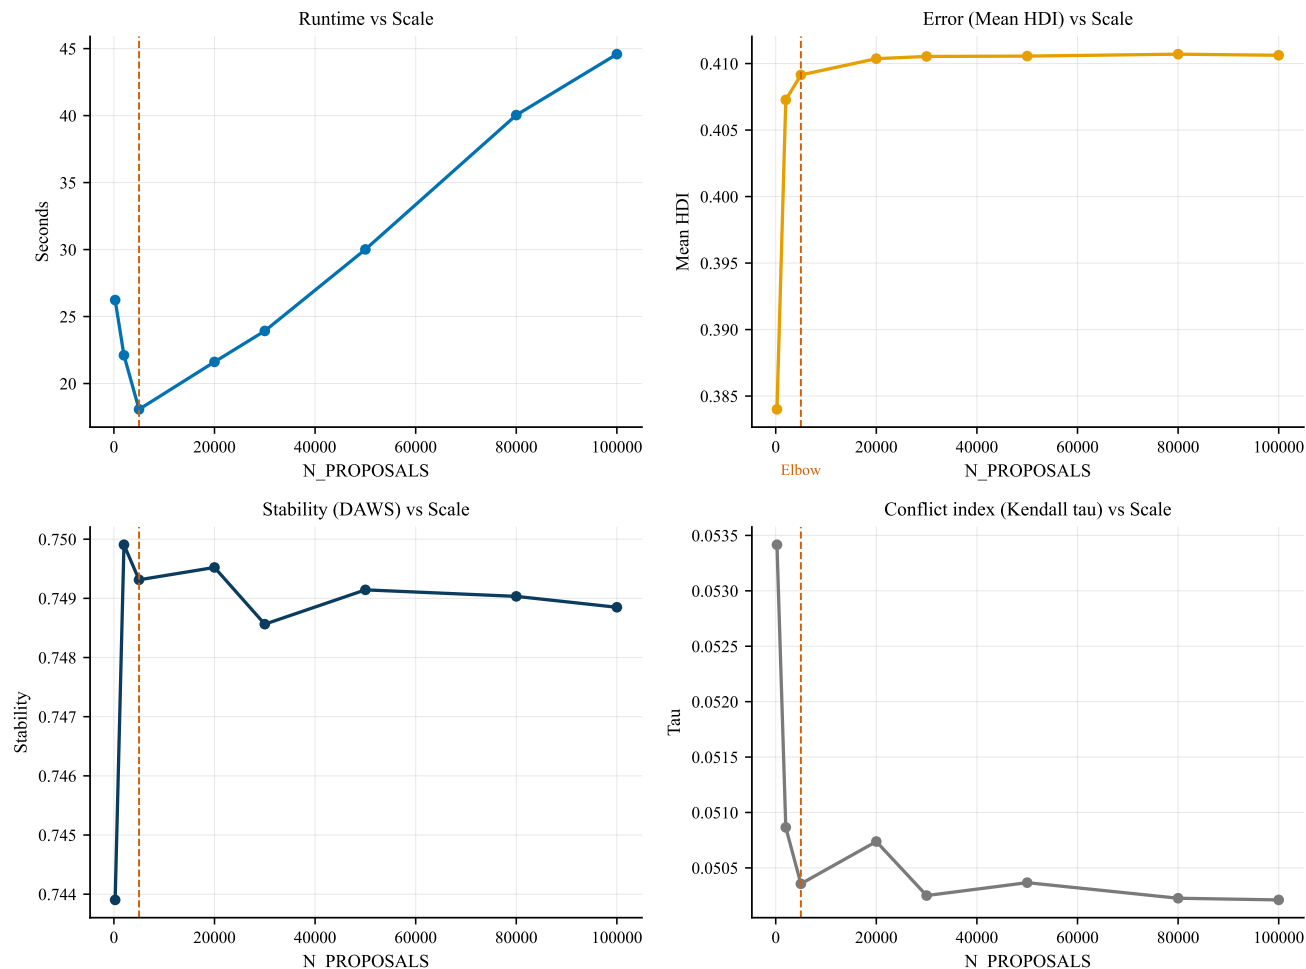 Runtime vs Scale
45
40
35
30
25
20
Seconds
0 20000 40000 60000 80000 100000
N_PROPOSALS
Error (Mean HDI) vs Scale
0.410
0.405
0.400
0.395
0.390
0.385
Mean HDI
0 20000 40000 60000 80000 100000
Elbow
N_PROPOSALS
Stability (DAWS) vs Scale
0.750
0.749
0.748
0.747
0.746
0.745
0.744
Stability
0 20000 40000 60000 80000 100000
N_PROPOSALS
Conflict index (Kendall tau) vs Scale
0.0535
0.0530
0.0525
0.0520
0.0515
0.0510
0.0505
Tau
0 20000 40000 60000 80000 100000
N_PROPOSALS